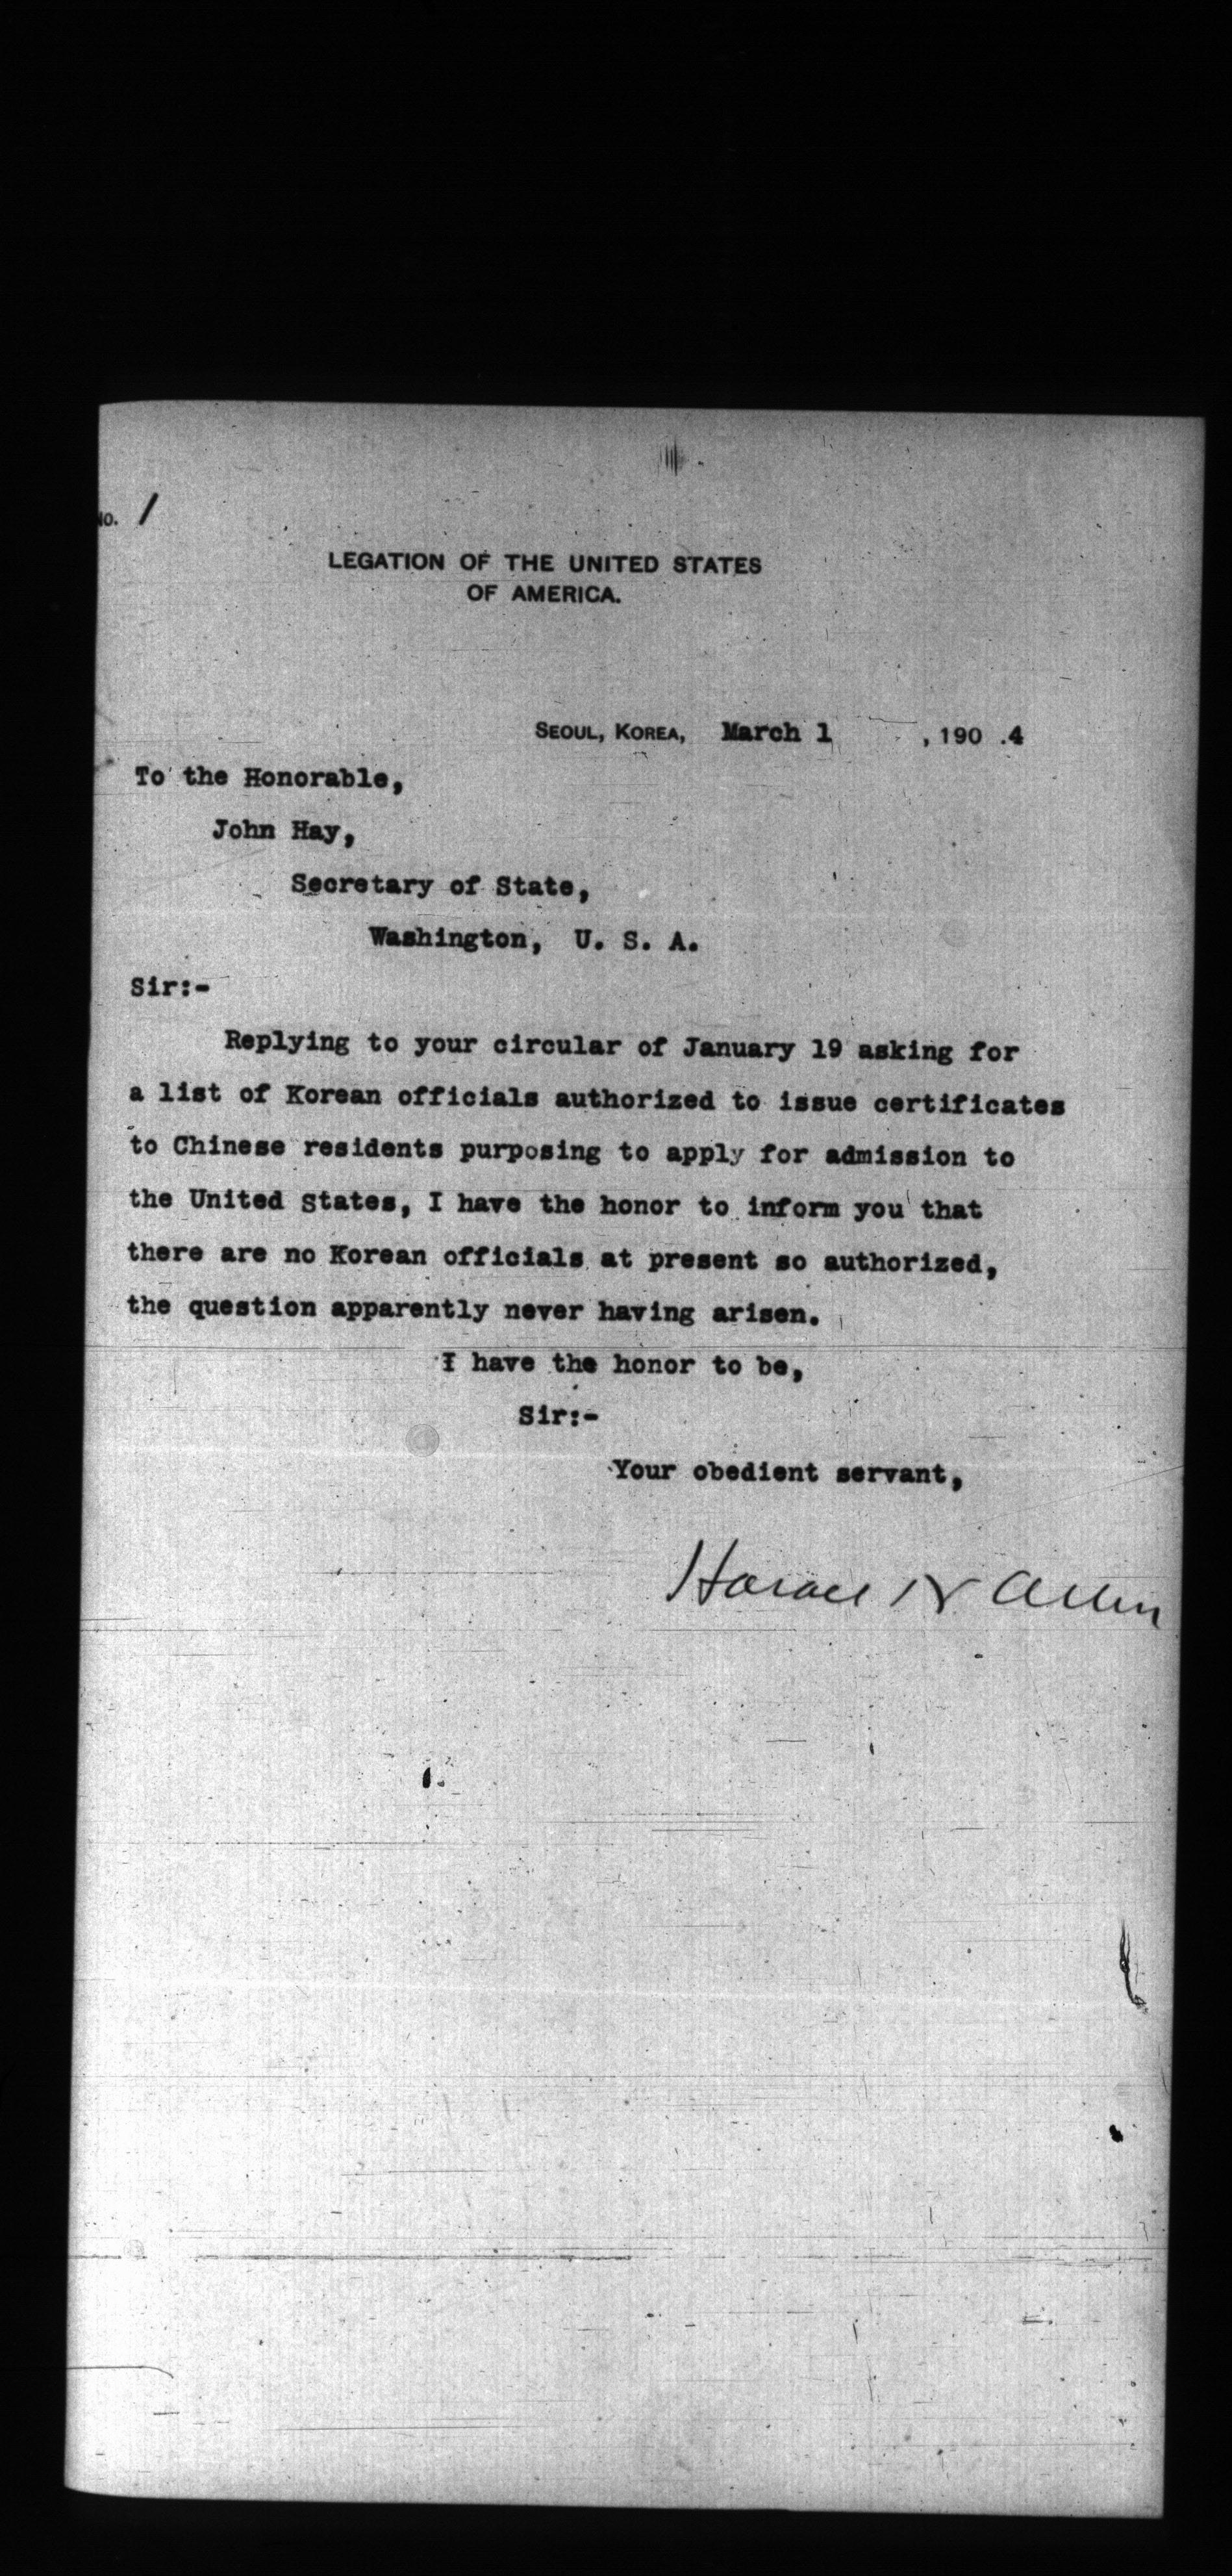 No. 1
LEGATION OF THE UNITED STATES
OF AMERICA.
SEOUL, KOREA, March 1 , 190 .4
To the Honorable,
John Hay,
Secretary of State,
Washington, U. S. A.
Sir:-
Replying to your circular of January 19 asking for
a list of Korean officials authorized to issue certificates
to Chinese residents purposing to apply for admission to
the United States, I have the honor to inform you that
there are no Korean officials at present so authorized,
the question apparently never having arisen.
I have the honor to be,
Sir:-
Your obedient servant,
Horace N Allen